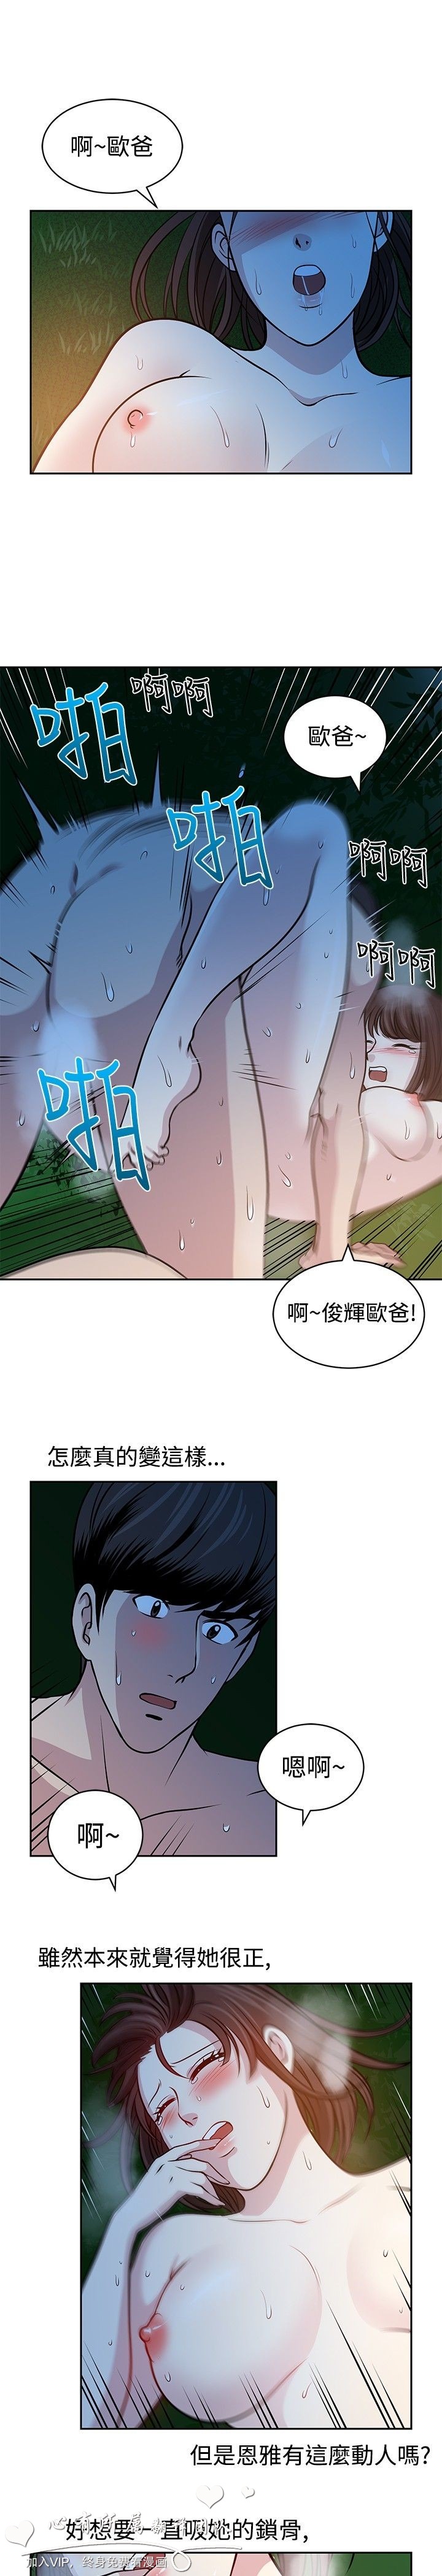 啊~歐爸
啪
啊啊
歐爸~
啪
啊啊
啊啊
啪
啊~俊輝歐爸!
怎麼真的變這樣...
嗯啊~
啊~
雖然本來就覺得她很正,
但是恩雅有這麼動人嗎?
好想要一直吸她的鎖骨,
加入VIP，終身免费看漫画